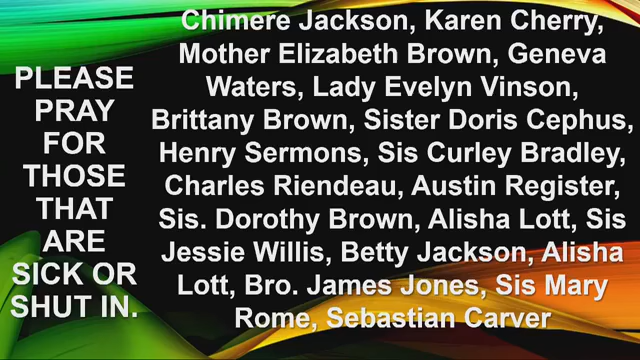 PLEASE
PRAY
FOR
THOSE
THAT
ARE
SICK OR
SHUT IN.
Chimere Jackson, Karen Cherry,
Mother Elizabeth Brown, Geneva
Waters, Lady Evelyn Vinson,
Brittany Brown, Sister Doris Cephus,
Henry Sermons, Sis Curley Bradley,
Charles Riendeau, Austin Register,
Sis. Dorothy Brown, Alisha Lott, Sis
Jessie Willis, Betty Jackson, Alisha
Lott, Bro. James Jones, Sis Mary
Rome, Sebastian Carver